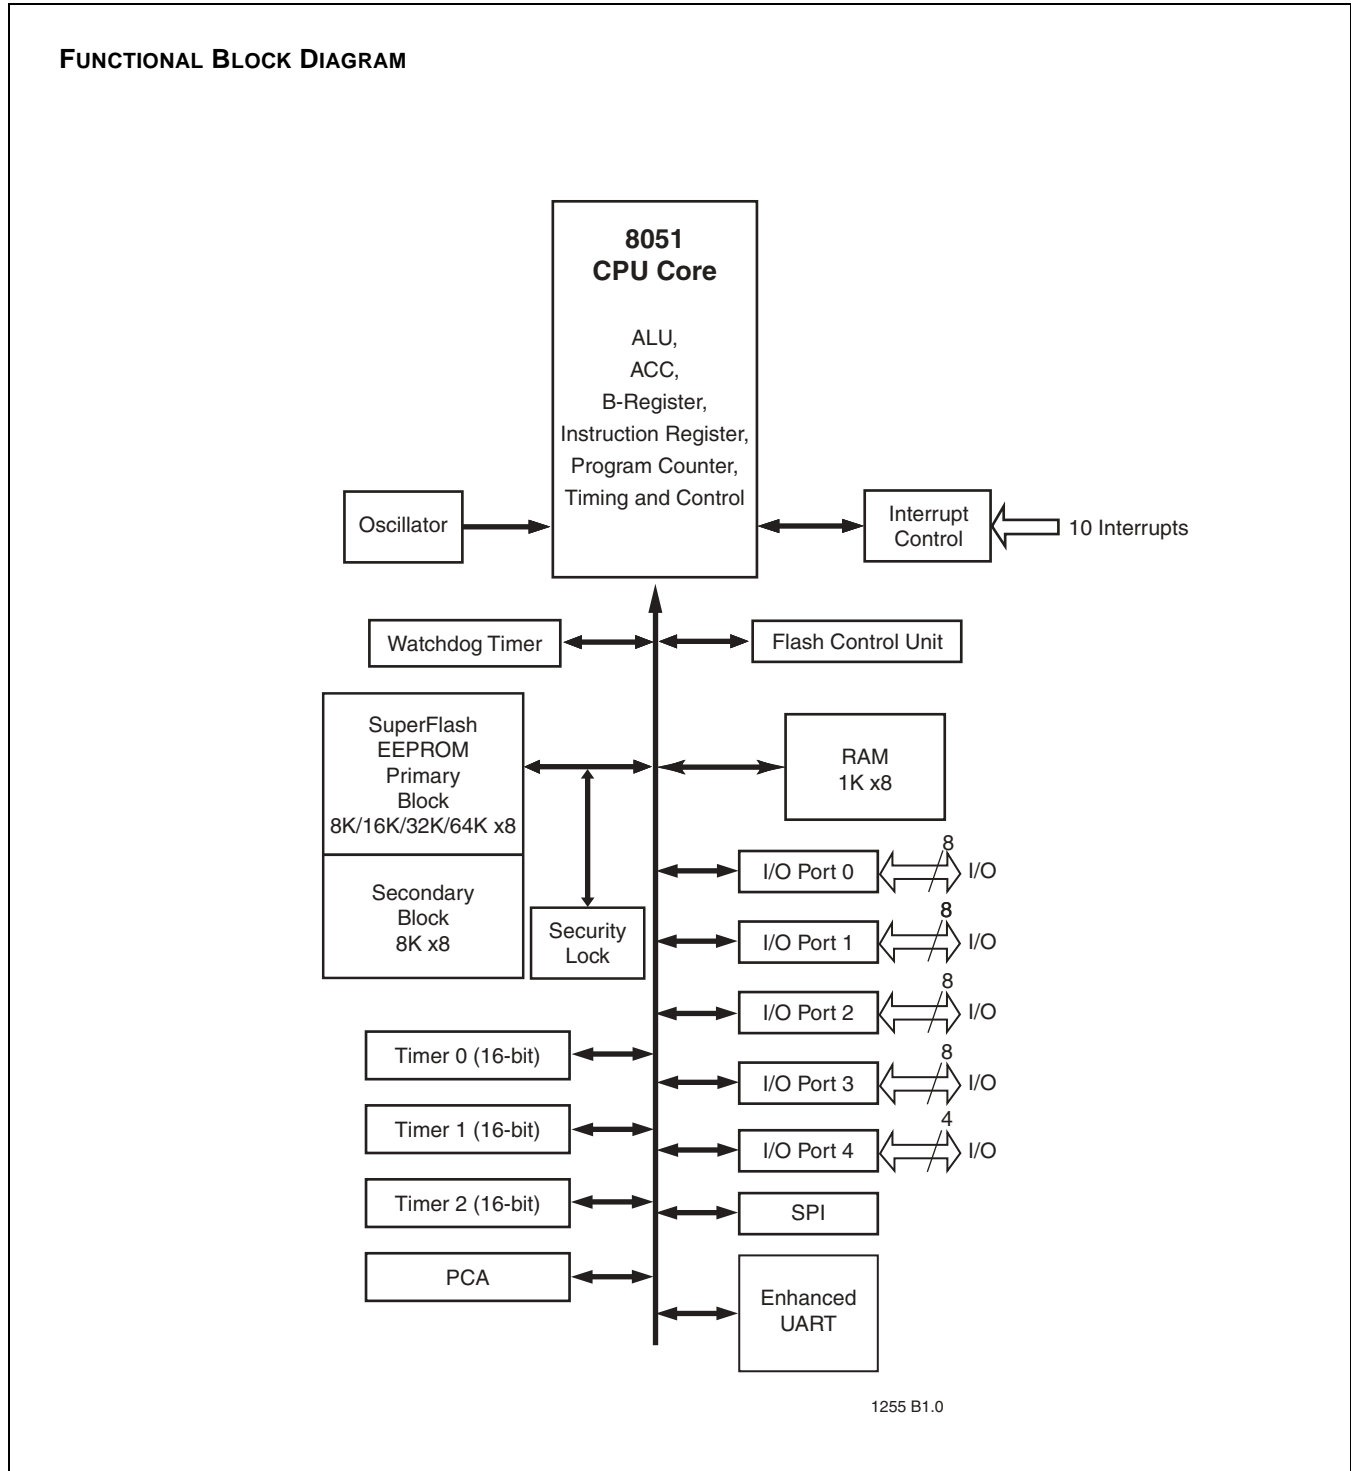 FUNCTIONAL BLOCK DIAGRAM
8051
CPU Core
ALU,
ACC,
B-Register,
Instruction Register,
Program Counter,
Timing and Control
Oscillator
Interrupt
Control
10 Interrupts
Watchdog Timer
Flash Control Unit
SuperFlash
EEPROM
Primary
Block
8K/16K/32K/64K x8
RAM
1K x8
Secondary
Block
8K x8
Security
Lock
I/O Port 0
8
I/O
I/O Port 1
8
I/O
I/O Port 2
8
I/O
I/O Port 3
8
I/O
I/O Port 4
4
I/O
Timer 0 (16-bit)
Timer 1 (16-bit)
Timer 2 (16-bit)
PCA
SPI
Enhanced
UART
1255 B1.0